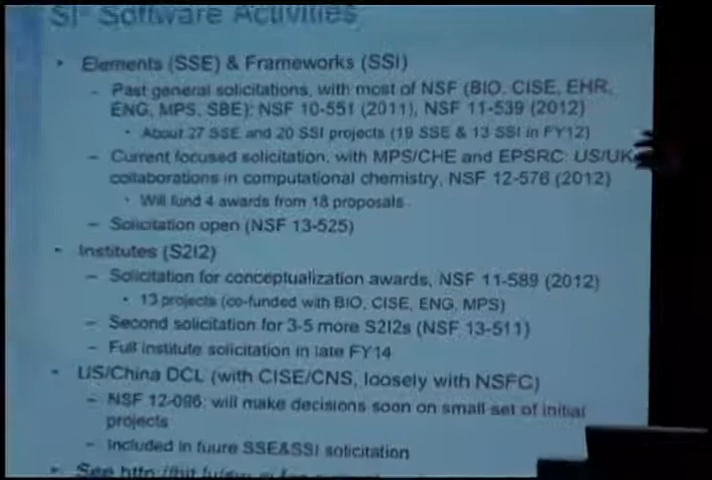 SI² Software Activities
• Elements (SSE) & Frameworks (SSI)
– Past general solicitations, with most of NSF (BIO, CISE, EHR,
ENG, MPS, SBE): NSF 10-551 (2011), NSF 11-539 (2012)
• About 27 SSE and 20 SSI projects (19 SSE & 13 SSI in FY12)
– Current focused solicitation, with MPS/CHE and EPSRC: US/UK
collaborations in computational chemistry, NSF 12-576 (2012)
• Will fund 4 awards from 18 proposals
– Solicitation open (NSF 13-525)
• Institutes (S2I2)
– Solicitation for conceptualization awards, NSF 11-589 (2012)
• 13 projects (co-funded with BIO, CISE, ENG, MPS)
– Second solicitation for 3-5 more S2I2s (NSF 13-511)
– Full institute solicitation in late FY14
• US/China DCL (with CISE/CNS, loosely with NSFC)
– NSF 12-096; will make decisions soon on small set of initial
projects
– Included in fuure SSE&SSI solicitation
• See